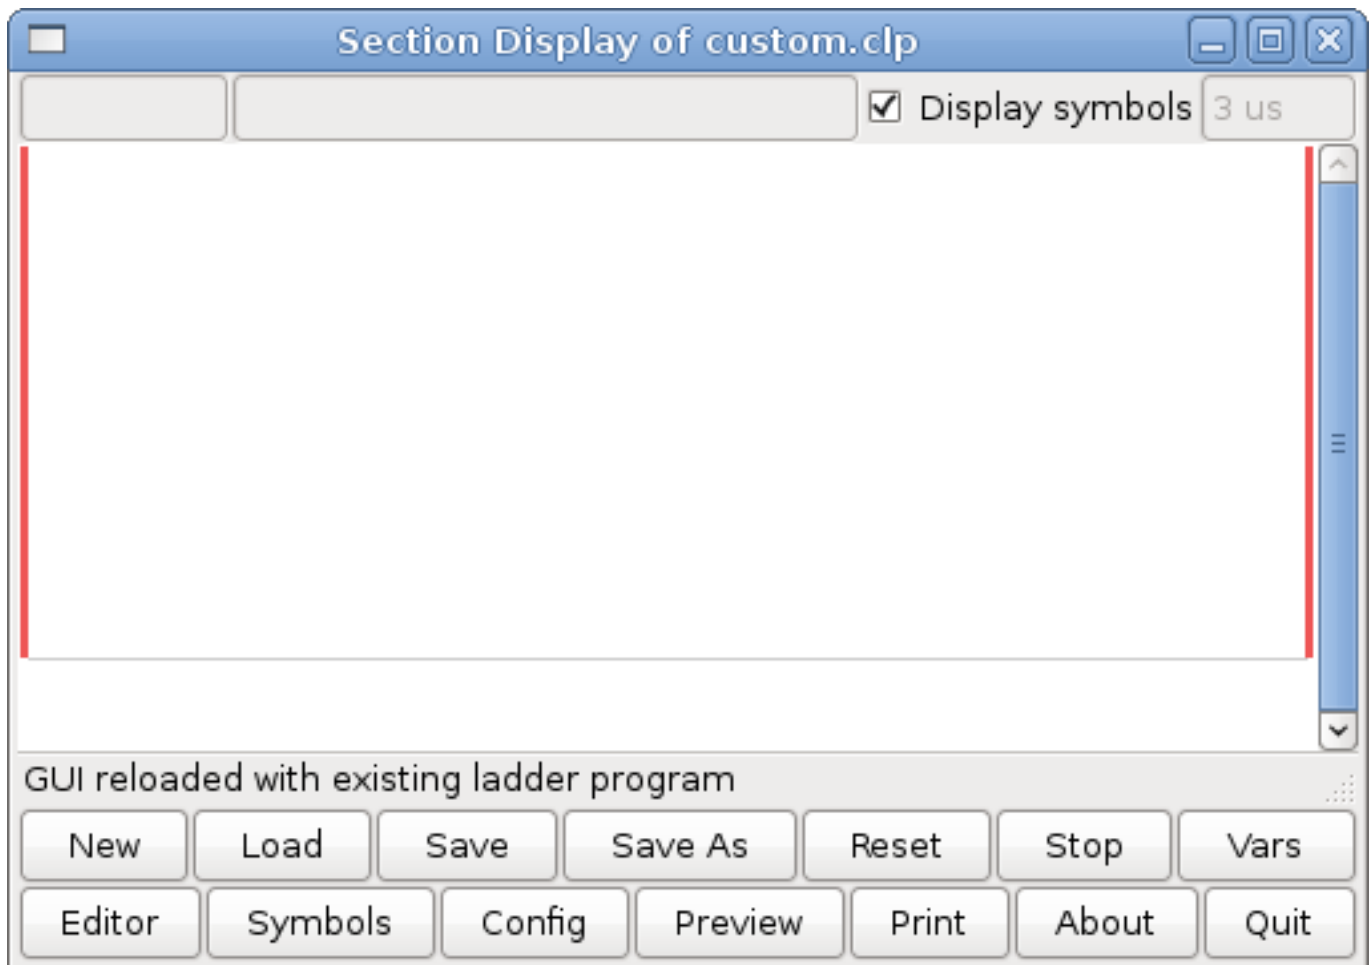 Section Display of custom.clp
Display symbols 3 us
GUI reloaded with existing ladder program
New Load Save Save As Reset Stop Vars
Editor Symbols Config Preview Print About Quit